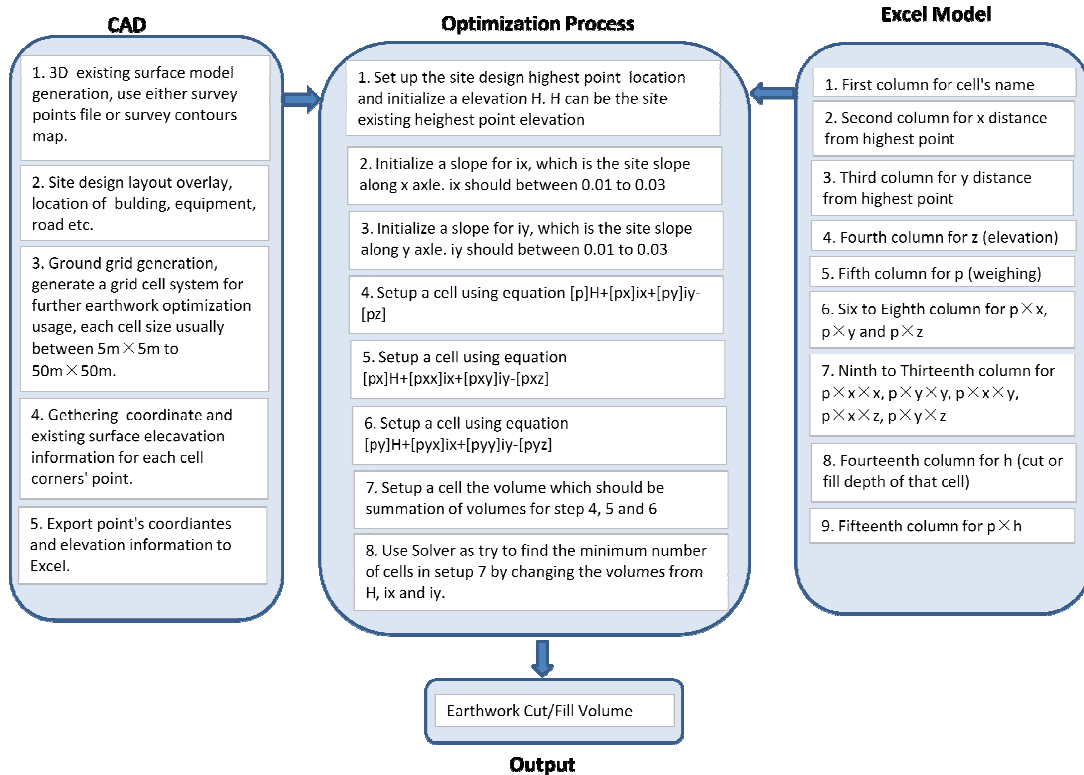 CAD
1. 3D existing surface model
generation, use either survey
points file or survey contours
map.
2. Site design layout overlay,
location of bulding, equipment,
road etc.
3. Ground grid generation,
generate a grid cell system for
further earthwork optimization
usage, each cell size usually
between 5m×5m to
50m×50m.
4. Gethering coordinate and
existing surface elecavation
information for each cell
corners' point.
5. Export point's coordiantes
and elevation information to
Excel.
Optimization Process
1. Set up the site design highest point location
and initialize a elevation H. H can be the site
existing heighest point elevation
2. Initialize a slope for ix, which is the site slope
along x axle. ix should between 0.01 to 0.03
3. Initialize a slope for iy, which is the site slope
along y axle. iy should between 0.01 to 0.03
4. Setup a cell using equation [p]H+[px]ix+[py]iy-
[pz]
5. Setup a cell using equation
[px]H+[pxx]ix+[pxy]iy-[pxz]
6. Setup a cell using equation
[py]H+[pyx]ix+[pyy]iy-[pyz]
7. Setup a cell the volume which should be
summation of volumes for step 4, 5 and 6
8. Use Solver as try to find the minimum number
of cells in setup 7 by changing the volumes from
H, ix and iy.
Excel Model
1. First column for cell's name
2. Second column for x distance
from highest point
3. Third column for y distance
from highest point
4. Fourth column for z (elevation)
5. Fifth column for p (weighing)
6. Six to Eighth column for p×x,
p×y and p×z
7. Ninth to Thirteenth column for
p×x×x, p×y×y, p×x×y,
p×x×z, p×y×z
8. Fourteenth column for h (cut or
fill depth of that cell)
9. Fifteenth column for p×h
Earthwork Cut/Fill Volume
Output